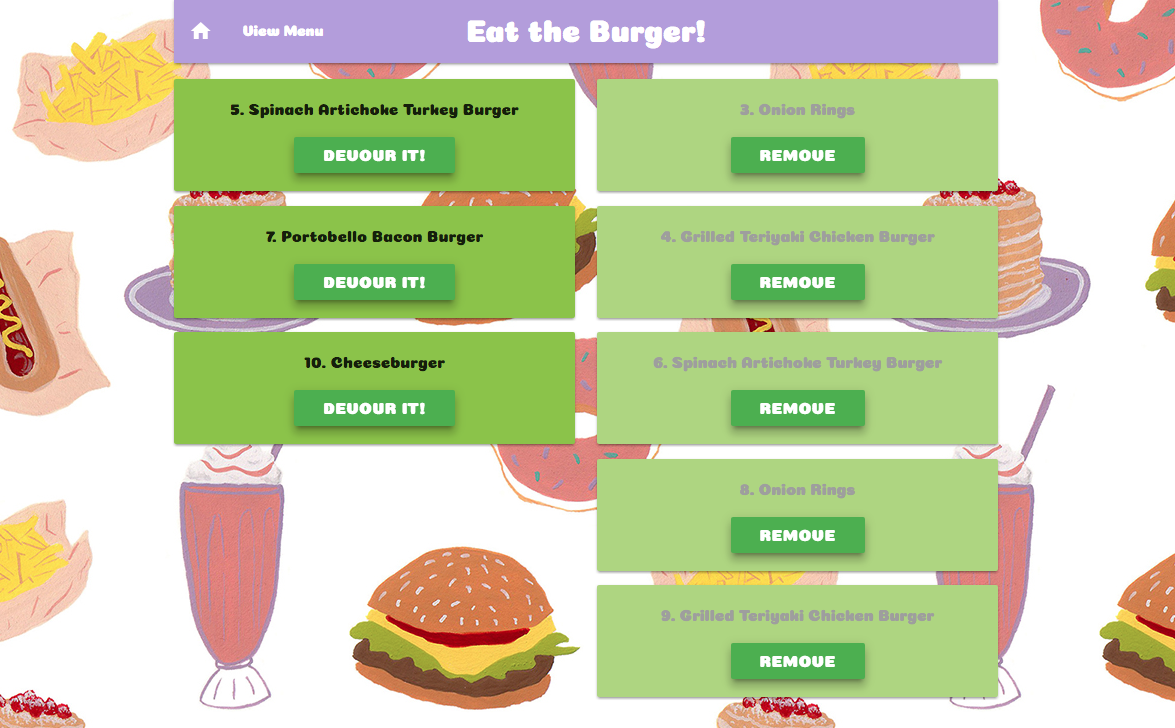 View Menu
Eat the Burger!
5. Spinach Artichoke Turkey Burger
DEVOUR IT!
7. Portobello Bacon Burger
DEVOUR IT!
10. Cheeseburger
DEVOUR IT!
3. Onion Rings
REMOVE
4. Grilled Teriyaki Chicken Burger
REMOVE
6. Spinach Artichoke Turkey Burger
REMOVE
8. Onion Rings
REMOVE
9. Grilled Teriyaki Chicken Burger
REMOVE